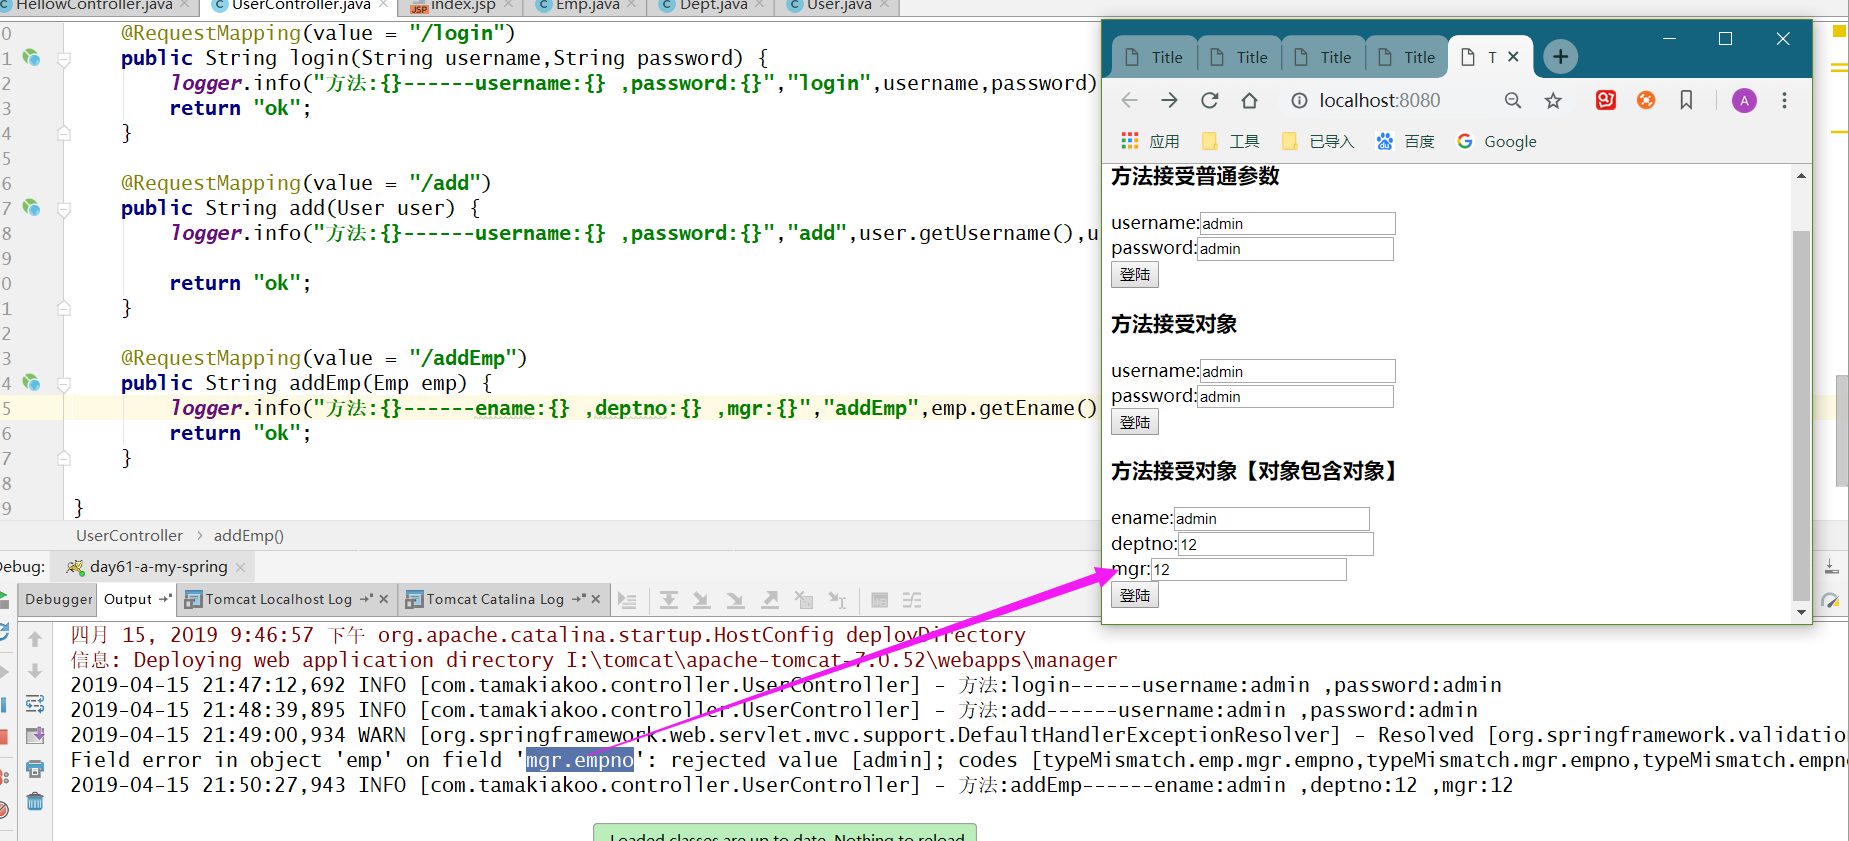 HellowController.java
UserController.java
index.jsp
Emp.java
Dept.java
User.java
0 @RequestMapping(value = "/login")
1 public String login(String username,String password) {
2 logger.info("方法:{}------username:{} ,password:{}","login",username,password)
3 return "ok";
4 }
5
6 @RequestMapping(value = "/add")
7 public String add(User user) {
8 logger.info("方法:{}------username:{} ,password:{}","add",user.getUsername(),u
9
0 return "ok";
1 }
2
3 @RequestMapping(value = "/addEmp")
4 public String addEmp(Emp emp) {
5 logger.info("方法:{}------ename:{} ,deptno:{} ,mgr:{}","addEmp",emp.getEname()
6 return "ok";
7 }
8
9 }
UserController › addEmp()
Title Title Title Title T
localhost:8080
A
应用 工具 已导入 百度 Google
方法接受普通参数
username:admin
password:admin
登陆
方法接受对象
username:admin
password:admin
登陆
方法接受对象【对象包含对象】
ename:admin
deptno:12
mgr:12
登陆
Debug: day61-a-my-spring
Debugger Output Tomcat Localhost Log Tomcat Catalina Log
四月 15, 2019 9:46:57 下午 org.apache.catalina.startup.HostConfig deployDirectory
信息: Deploying web application directory I:\tomcat\apache-tomcat-7.0.52\webapps\manager
2019-04-15 21:47:12,692 INFO [com.tamakiakoo.controller.UserController] - 方法:login------username:admin ,password:admin
2019-04-15 21:48:39,895 INFO [com.tamakiakoo.controller.UserController] - 方法:add------username:admin ,password:admin
2019-04-15 21:49:00,934 WARN [org.springframework.web.servlet.mvc.support.DefaultHandlerExceptionResolver] - Resolved [org.springframework.validatio
Field error in object 'emp' on field 'mgr.empno': rejected value [admin]; codes [typeMismatch.emp.mgr.empno,typeMismatch.mgr.empno,typeMismatch.empno
2019-04-15 21:50:27,943 INFO [com.tamakiakoo.controller.UserController] - 方法:addEmp------ename:admin ,deptno:12 ,mgr:12
Loaded classes are up to date. Nothing to reload.